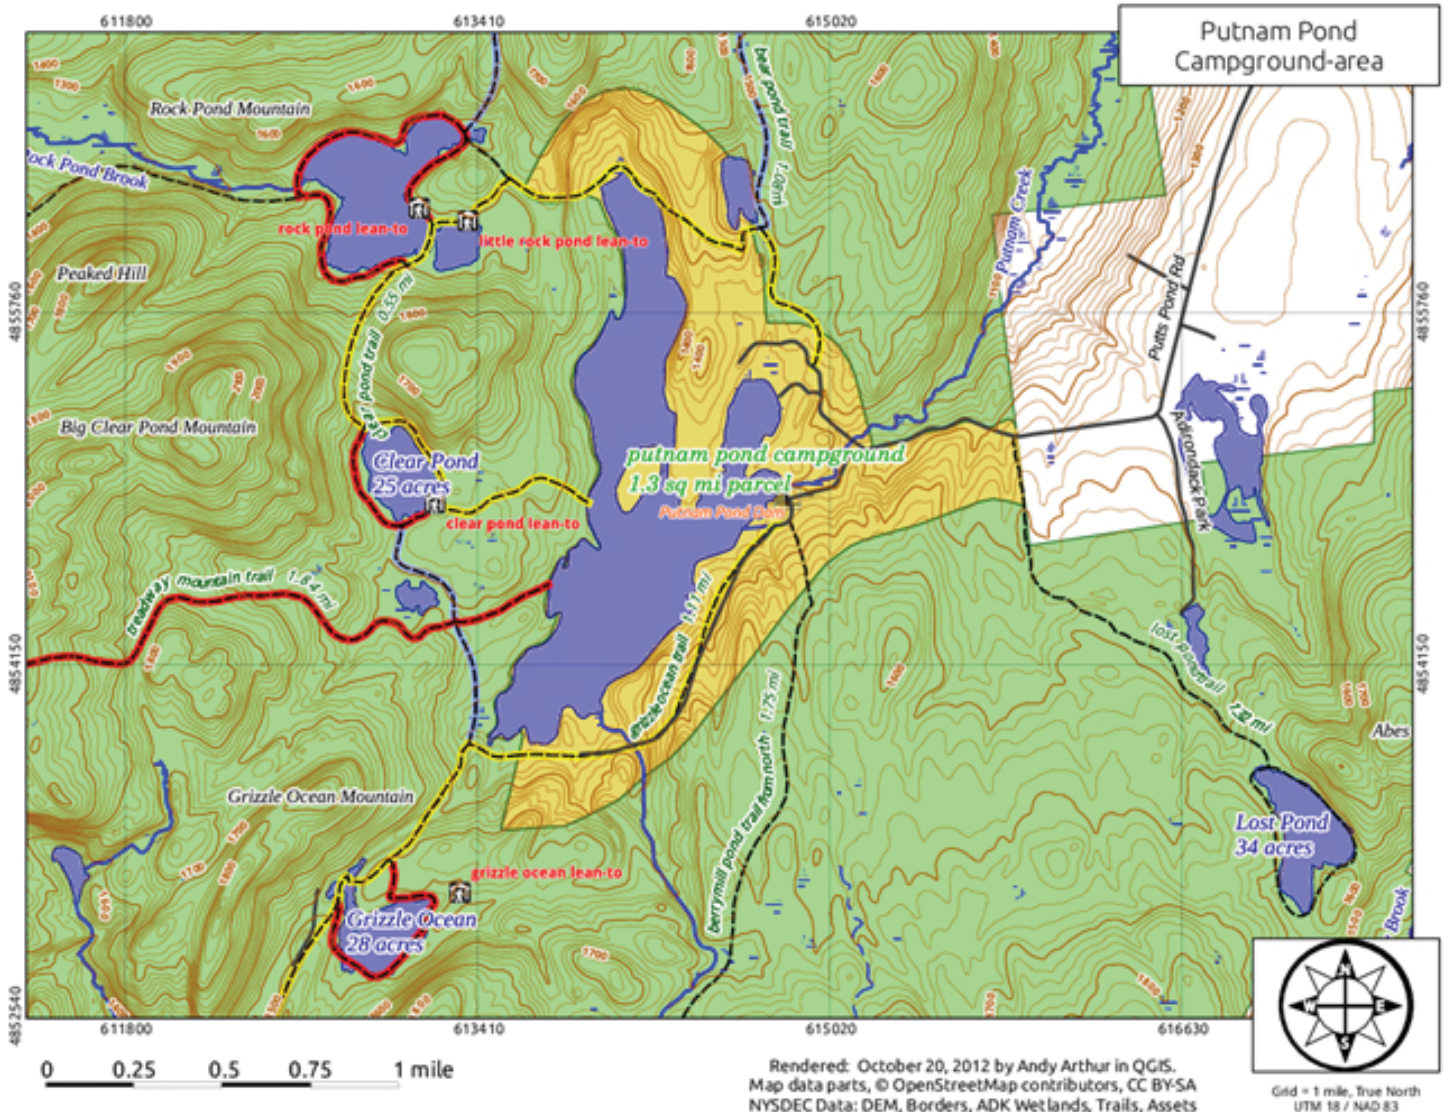 611800
613410
615020
Putnam Pond
Campground-area
Rock Pond Mountain
bear pond trail 1.08mi
ock Pond Brook
Putnam Creek
rock pond lean-to
little rock pond lean-to
Peaked Hill
4855760
4855760
clear pond trail 0.55 mi
Putts Pond Rd
Big Clear Pond Mountain
Adirondack Park
Clear Pond
25 acres
putnam pond campground
1.3 sq mi parcel
Putnam Pond Dam
clear pond lean-to
treadway mountain trail 1.84 mi
4854150
4854150
grizzle ocean trail 1.11 mi
lost pond trail
berrymill pond trail from north 1.75 mi
Abes
Grizzle Ocean Mountain
Lost Pond
34 acres
grizzle ocean lean-to
Grizzle Ocean
28 acres
Brook
4852540
N
W
E
S
611800
613410
615020
616630
0 0.25 0.5 0.75 1 mile
Rendered: October 20, 2012 by Andy Arthur in QGIS.
Map data parts, © OpenStreetMap contributors, CC BY-SA
NYSDEC Data: DEM, Borders, ADK Wetlands, Trails, Assets
Grid = 1 mile, True North
UTM 18 / NAD 83